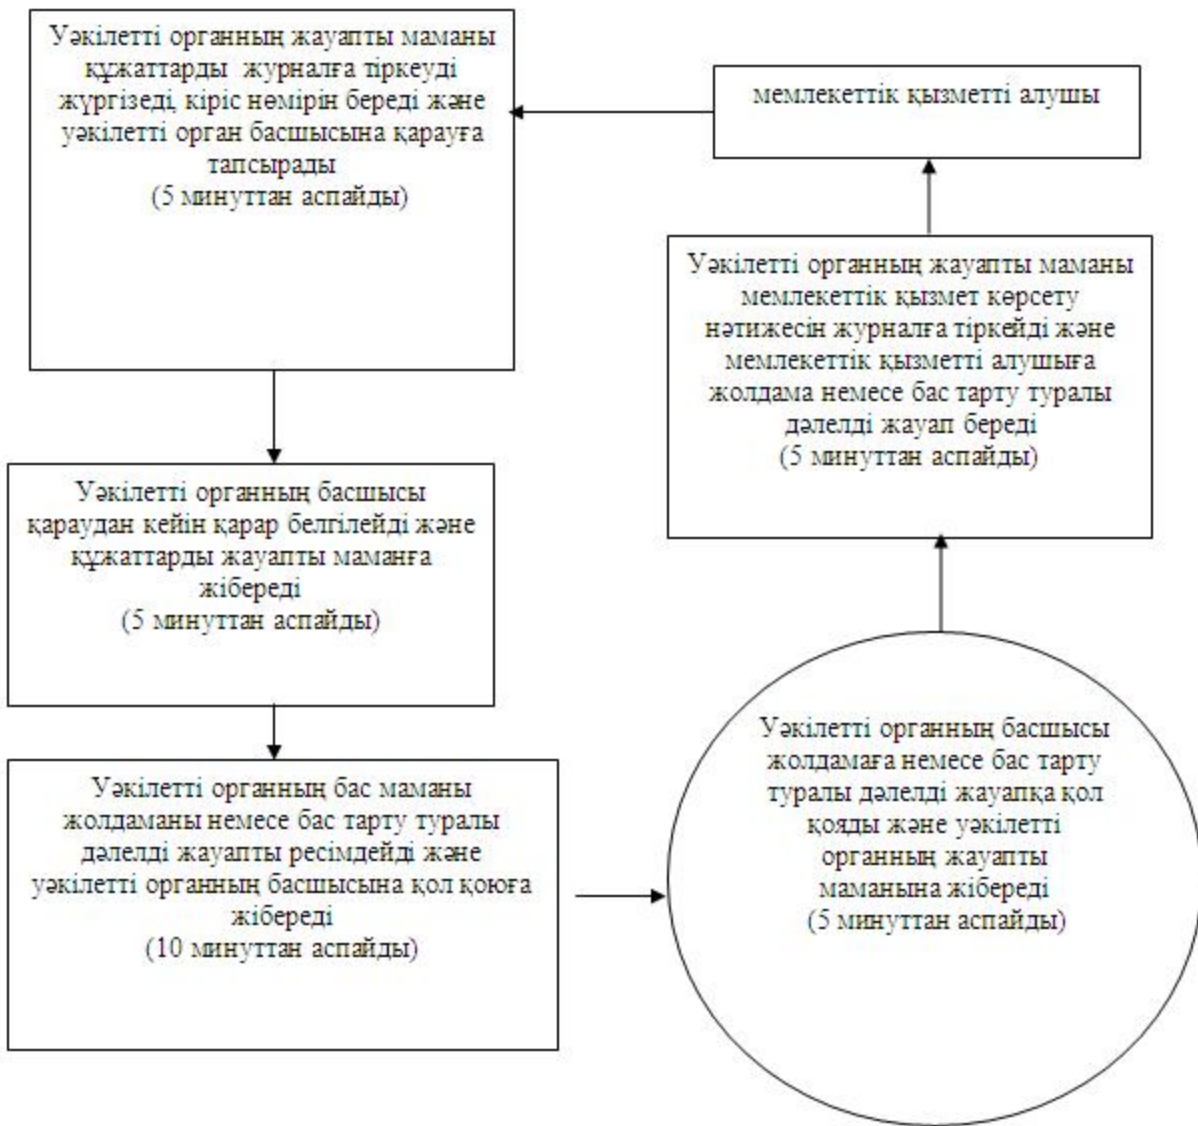 Уәкілетті органның жауапты маманы
құжаттарды журналға тіркеуді
жүргізеді, кіріс нөмірін береді және
уәкілетті орган басшысына қарауға
тапсырады
(5 минуттан аспайды)
мемлекеттік қызметті алушы
Уәкілетті органның жауапты маманы
мемлекеттік қызмет көрсету
нәтижесін журналға тіркейді және
мемлекеттік қызметті алушыға
жолдама немесе бас тарту туралы
дәлелді жауап береді
(5 минуттан аспайды)
Уәкілетті органның басшысы
қараудан кейін қарар белгілейді және
құжаттарды жауапты маманға
жібереді
(5 минуттан аспайды)
Уәкілетті органның бас маманы
жолдаманы немесе бас тарту туралы
дәлелді жауапты ресімдейді және
уәкілетті органның басшысына қол қоюға
жібереді
(10 минуттан аспайды)
Уәкілетті органның басшысы
жолдамаға немесе бас тарту
туралы дәлелді жауапқа қол
қояды және уәкілетті
органның жауапты
маманына жібереді
(5 минуттан аспайды)